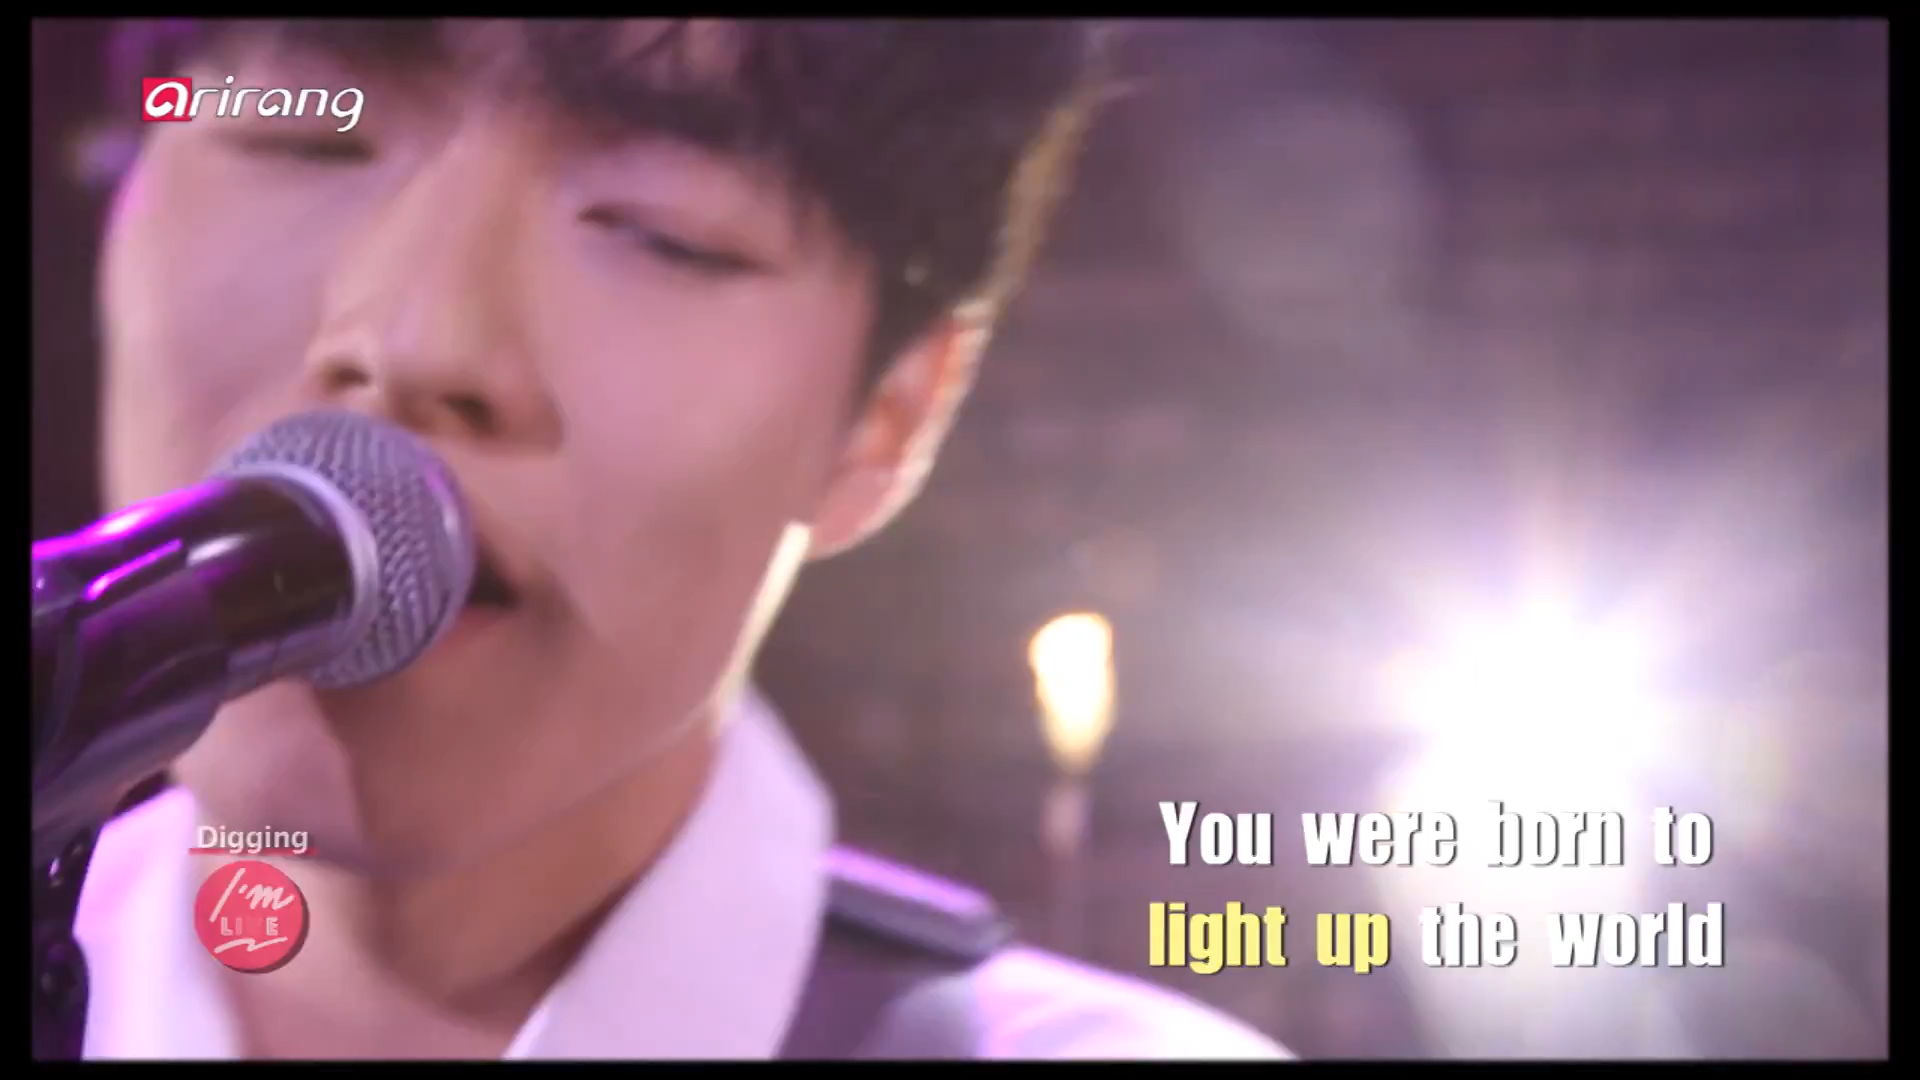 arirang
You were born to
light up the world
Digging
I'm
LIVE